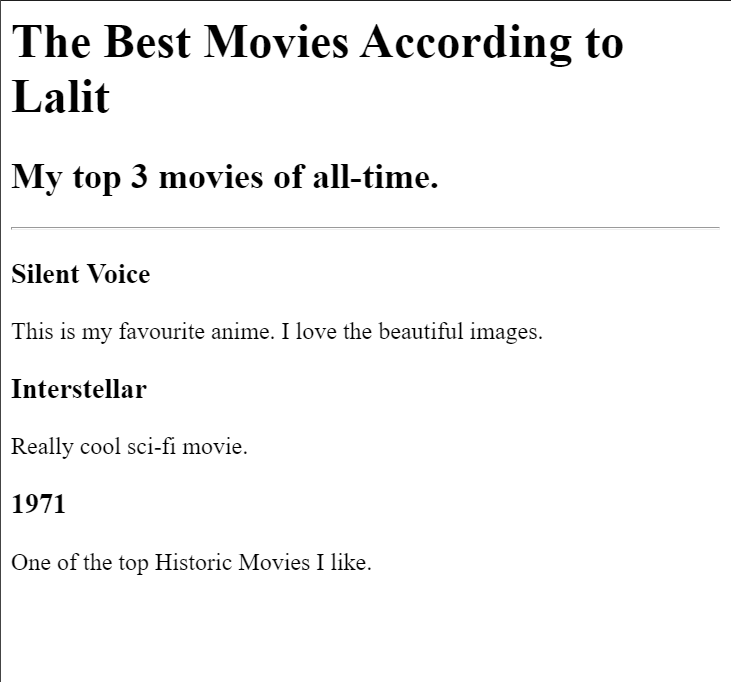 The Best Movies According to
Lalit
My top 3 movies of all-time.
Silent Voice
This is my favourite anime. I love the beautiful images.
Interstellar
Really cool sci-fi movie.
1971
One of the top Historic Movies I like.